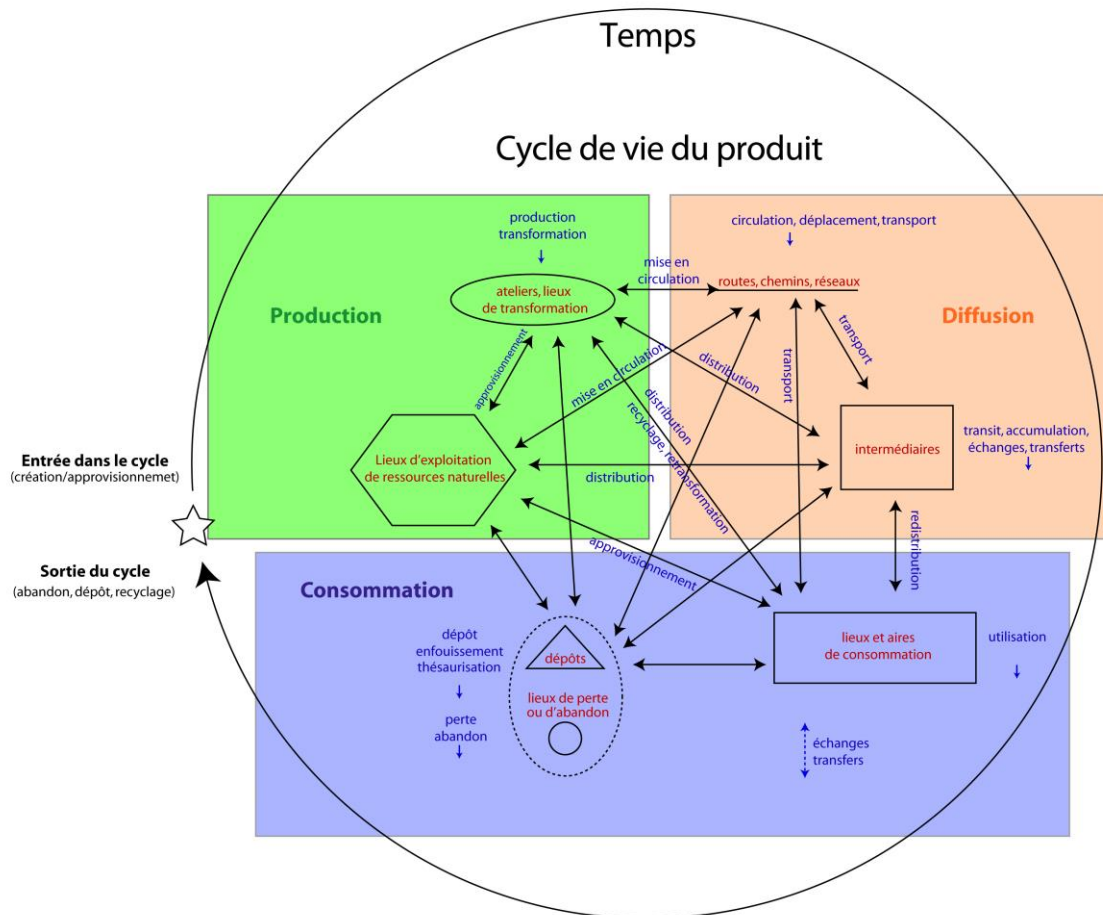 Temps
Cycle de vie du produit
production
transformation
circulation, déplacement, transport
mise en
circulation
ateliers, lieux
de transformation
routes, chemins, réseaux
Production
Diffusion
approvisionnement
mise en circulation
distribution
transport
transport
distribution
recyclage, retransformation
Lieux d'exploitation
de ressources naturelles
distribution
intermédiaires
transit, accumulation,
échanges, transferts
Entrée dans le cycle
(création/approvisionnemet)
Sortie du cycle
(abandon, dépôt, recyclage)
approvisionnement
redistribution
Consommation
dépôt
enfouissement
thésaurisation
perte
abandon
dépôts
lieux de perte
ou d'abandon
lieux et aires
de consommation
utilisation
échanges
transfers